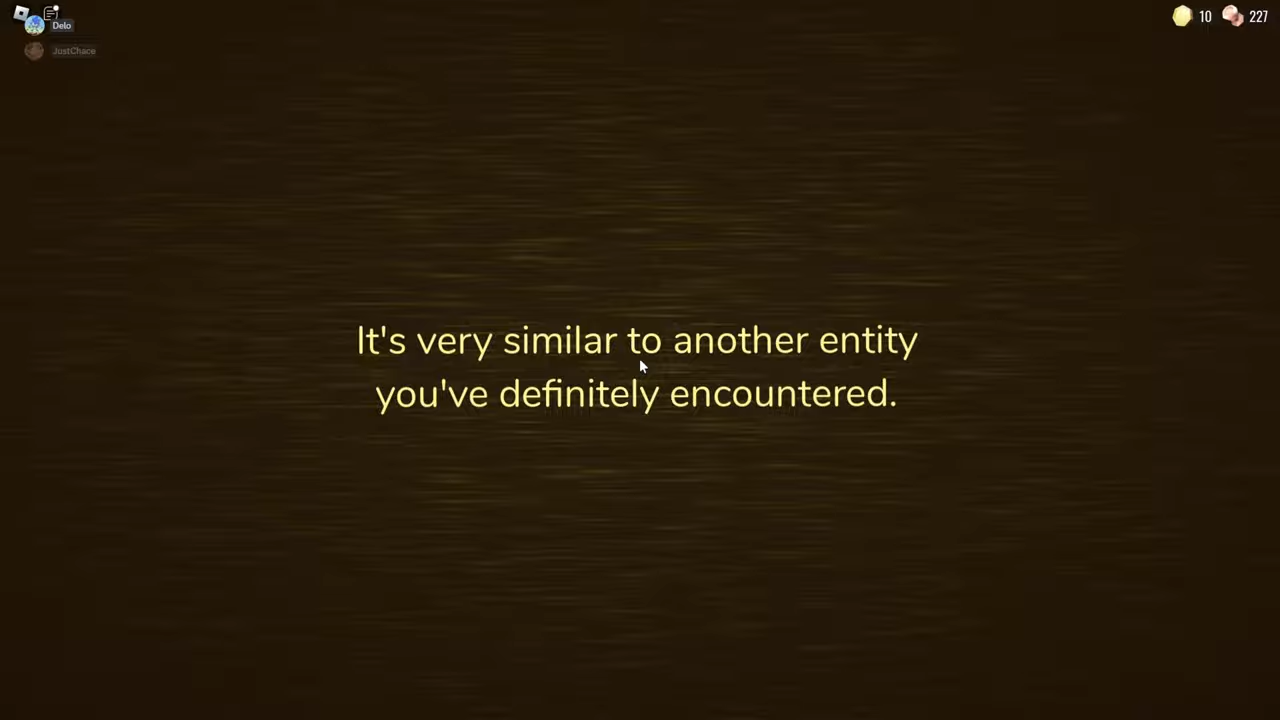 Delo
JustChace
10 227
It's very similar to another entity
you've definitely encountered.